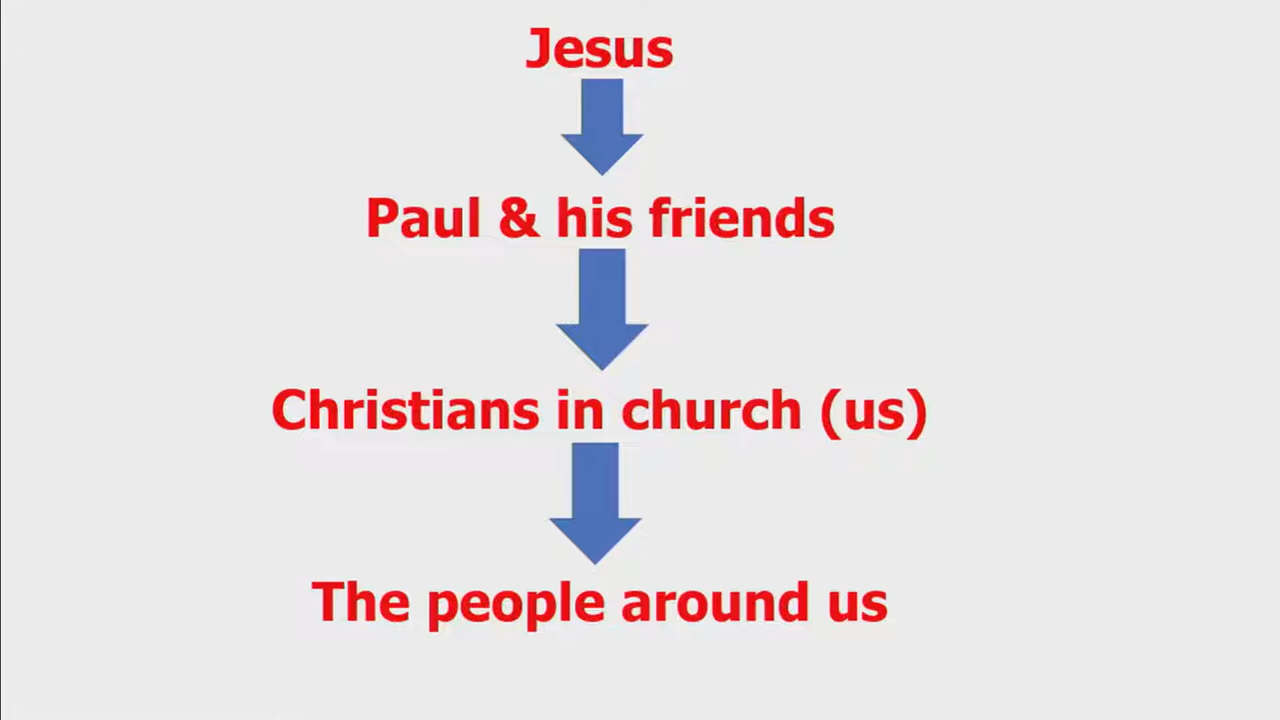 Jesus
Paul & his friends
Christians in church (us)
The people around us